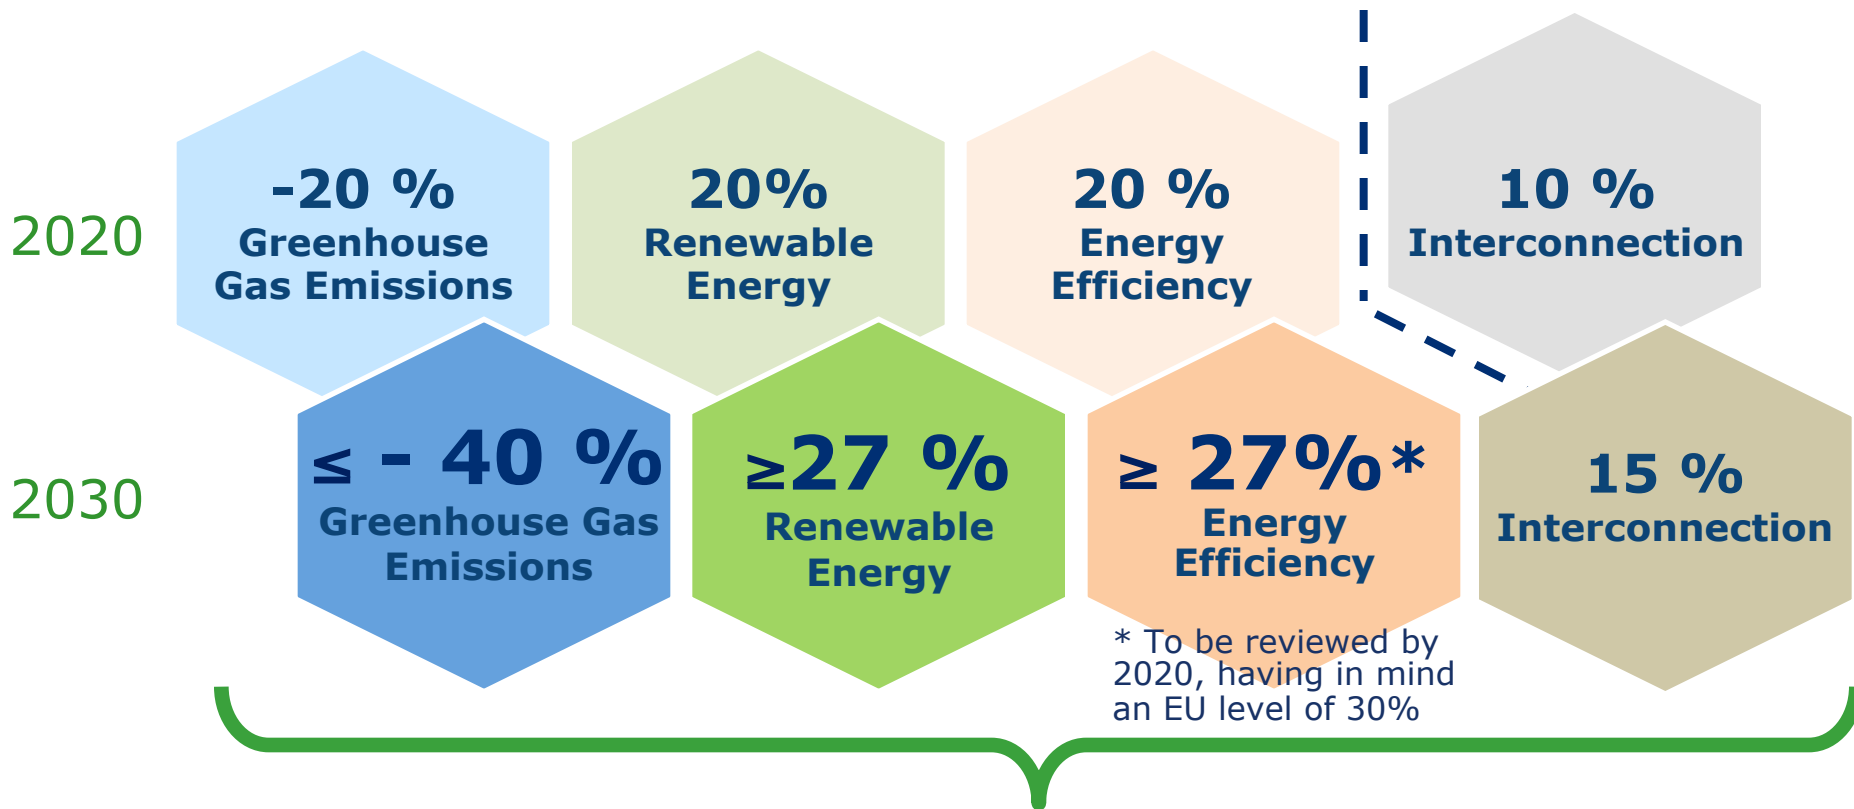 2020
-20 %
Greenhouse
Gas Emissions
20%
Renewable
Energy
20 %
Energy
Efficiency
10 %
Interconnection
2030
≤ - 40 %
Greenhouse Gas
Emissions
≥27 %
Renewable
Energy
≥ 27%*
Energy
Efficiency
* To be reviewed by
2020, having in mind
an EU level of 30%
15 %
Interconnection